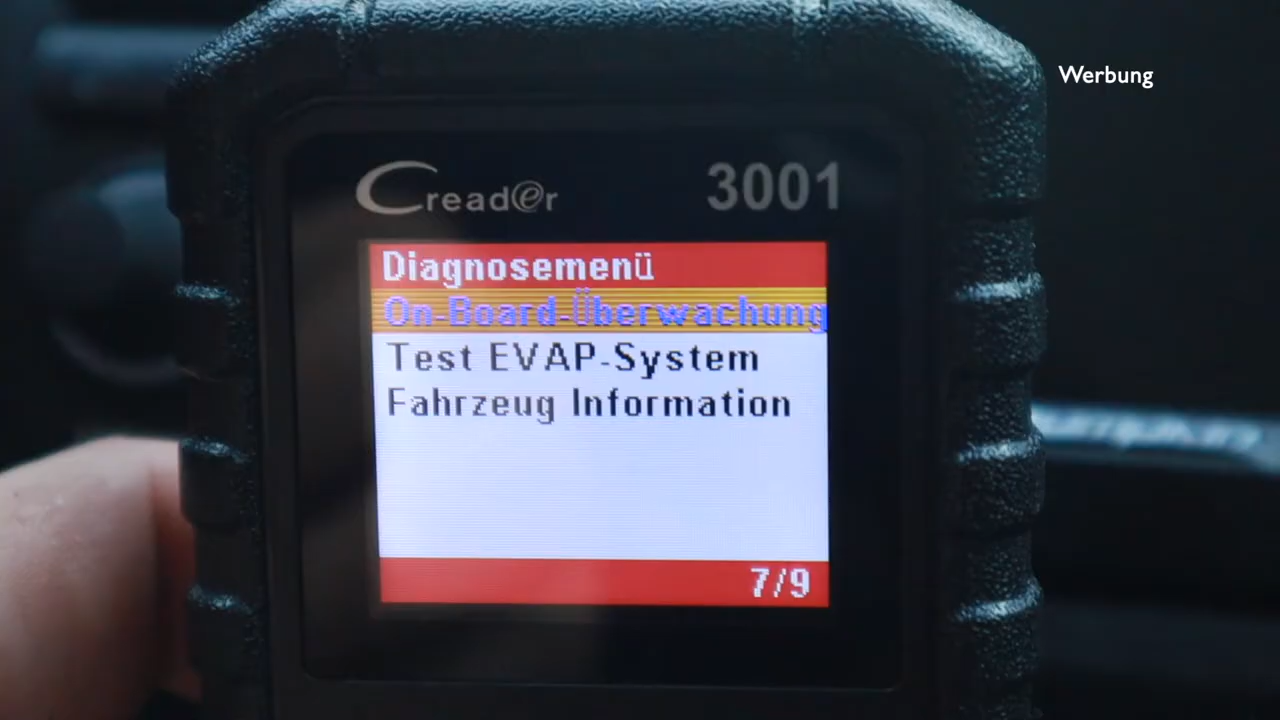 Werbung
Creader 3001
Diagnosemenü
On-Board-Überwachung
Test EVAP-System
Fahrzeug Information
7/9